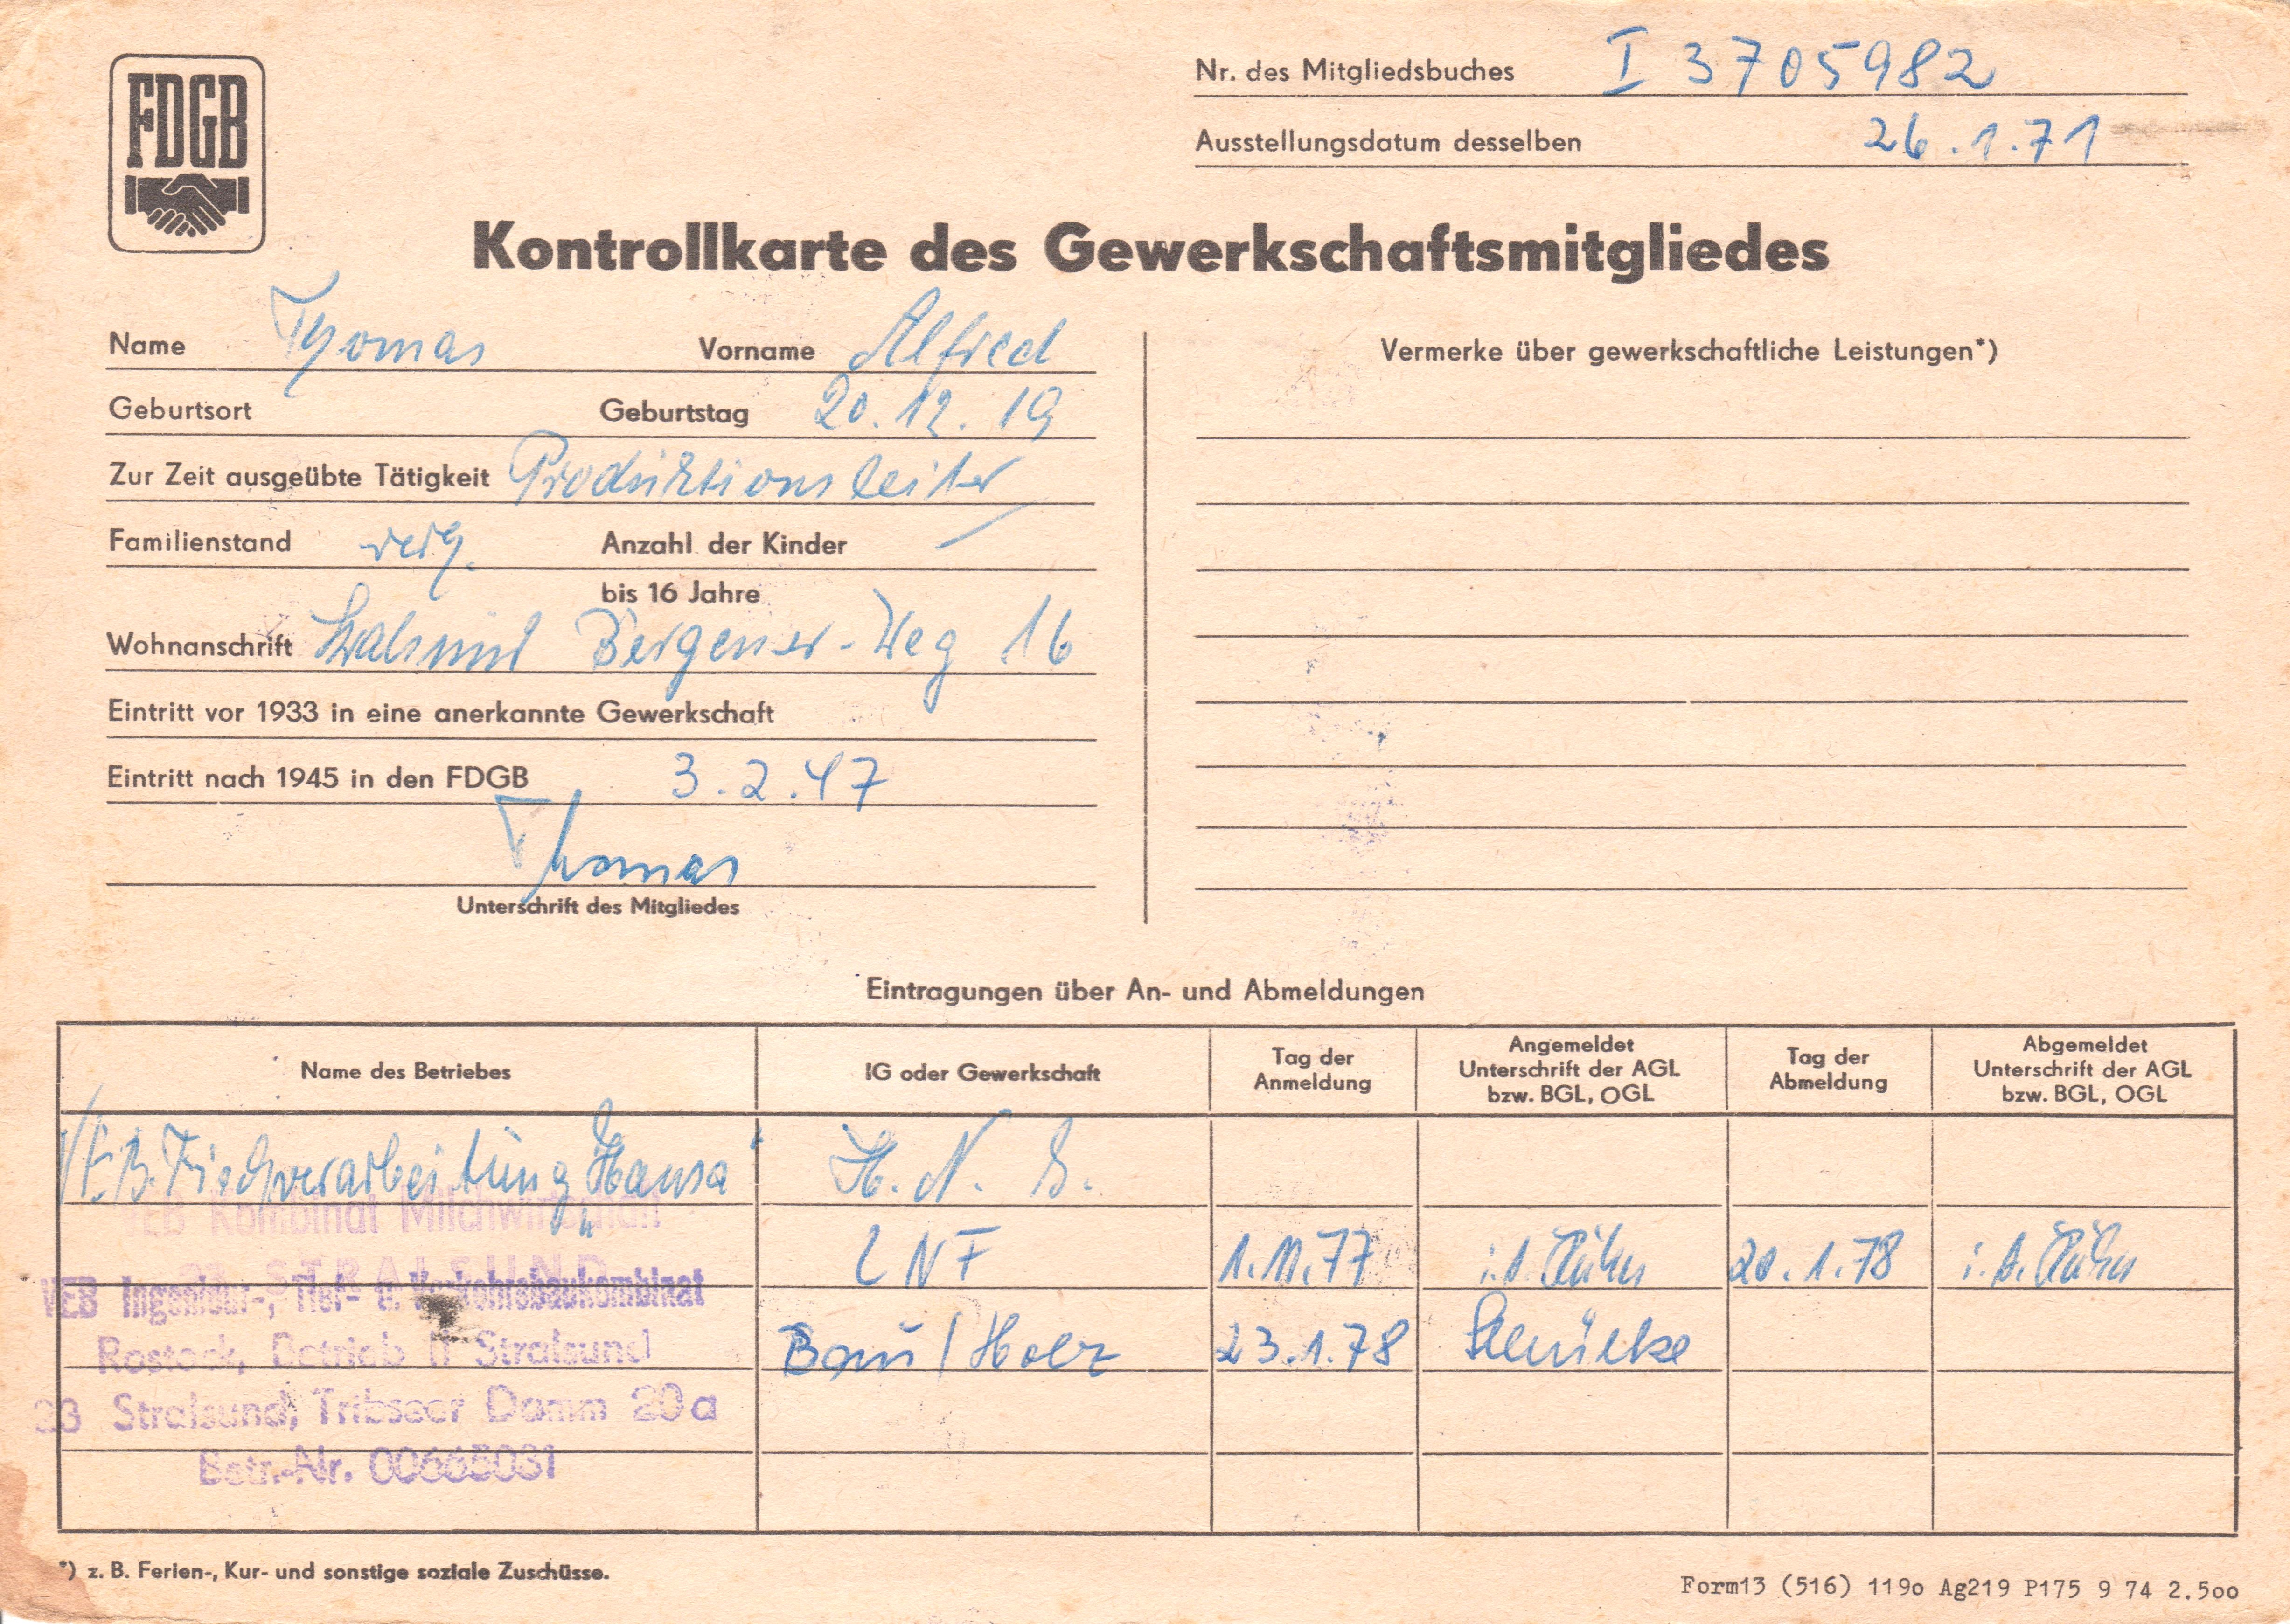 FDGB
Nr. des Mitgliedsbuches I 3705982
Ausstellungsdatum desselben 26.1.71
Kontrollkarte des Gewerkschaftsmitgliedes
Name Thomas Vorname Alfred
Geburtsort Geburtstag 20.12.19
Zur Zeit ausgeübte Tätigkeit Produktionsleiter
Familienstand Anzahl der Kinder —
bis 16 Jahre
Wohnanschrift Stralsund Bergener-Weg 16
Eintritt vor 1933 in eine anerkannte Gewerkschaft
Eintritt nach 1945 in den FDGB 3.2.47
Thomas
Unterschrift des Mitgliedes
Vermerke über gewerkschaftliche Leistungen*)
Eintragungen über An- und Abmeldungen
Name des Betriebes
IG oder Gewerkschaft
Tag der
Anmeldung
Angemeldet
Unterschrift der AGL
bzw. BGL, OGL
Tag der
Abmeldung
Abgemeldet
Unterschrift der AGL
bzw. BGL, OGL
VEB. Fischverarbeitung „Hansa" H. N. G.
VEB Kombinat Milchwirtschaft
STRALSUND
LNF 1.11.77 i.A. 20.1.78 i.A.
VEB Ingenieur-, Tief- u. Verkehrsbaukombinat
Rostock, Betrieb IT Stralsund
Bau / Holz 23.1.78
23 Stralsund, Tribseer Damm 20a
Betr.-Nr. 00665031
*) z. B. Ferien-, Kur- und sonstige soziale Zuschüsse.
Form13 (516) 119o Ag219 P175 9 74 2.5oo